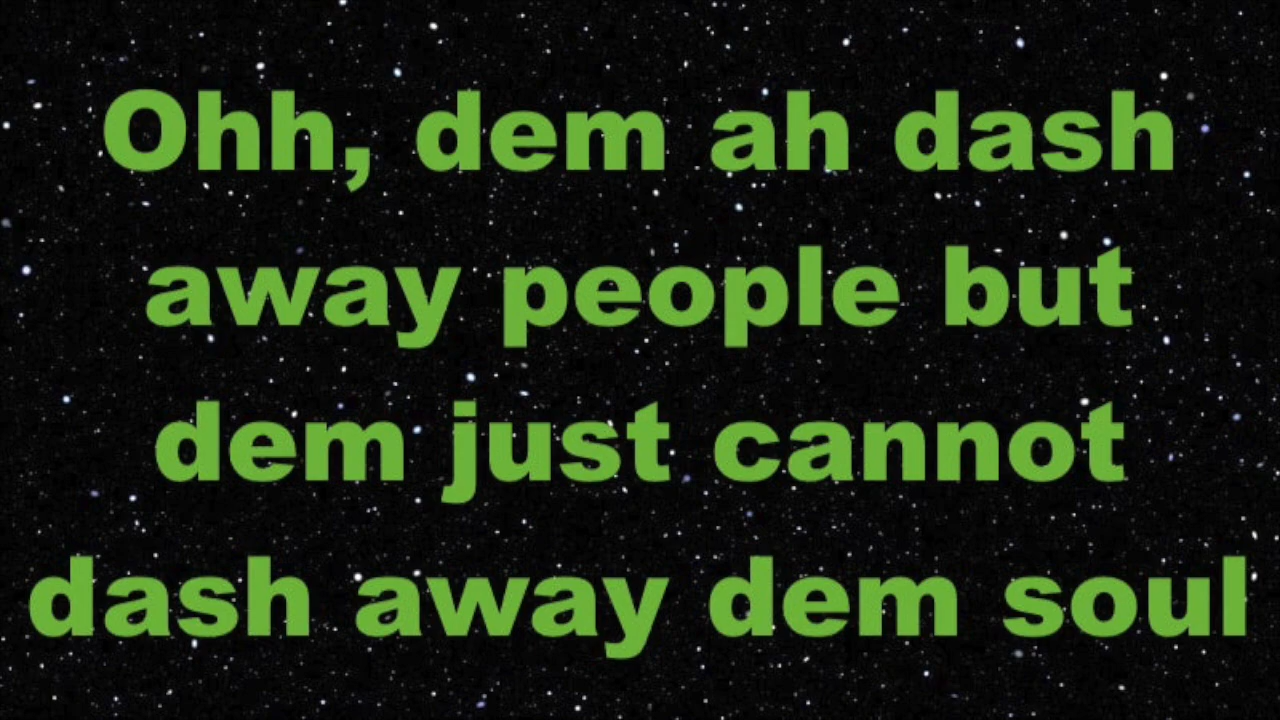 Ohh, dem ah dash
away people but
dem just cannot
dash away dem soul